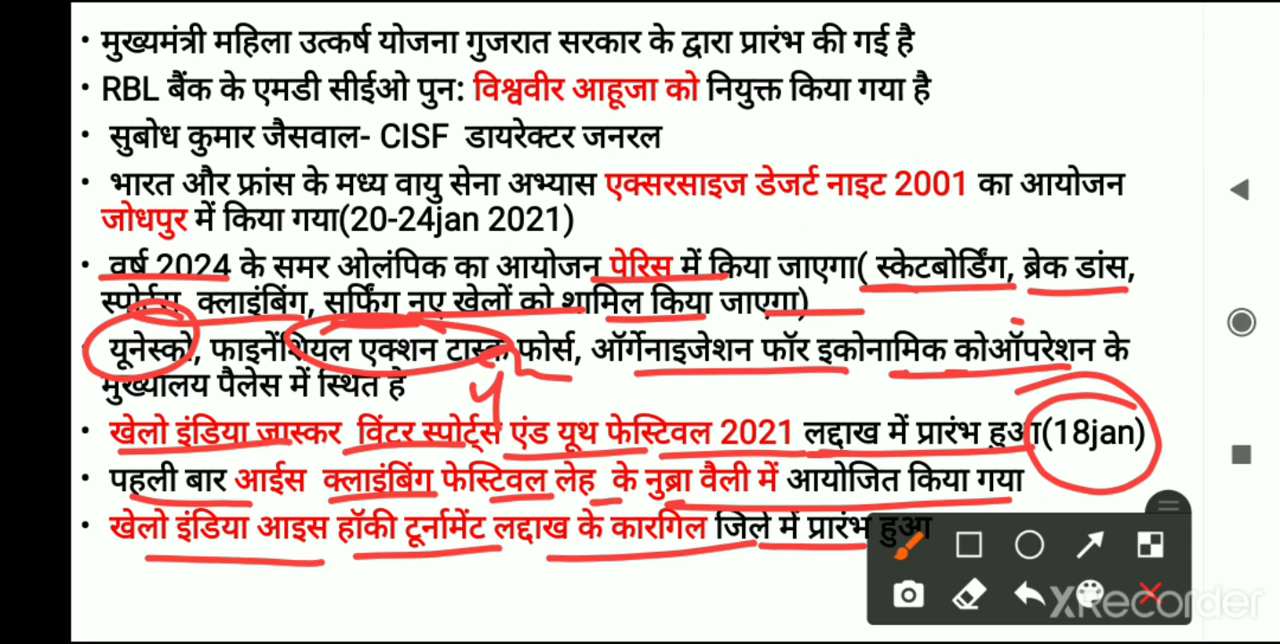 • मुख्यमंत्री महिला उत्कर्ष योजना गुजरात सरकार के द्वारा प्रारंभ की गई है
• RBL बैंक के एमडी सीईओ पुन: विश्ववीर आहूजा को नियुक्त किया गया है
• सुबोध कुमार जैसवाल- CISF डायरेक्टर जनरल
• भारत और फ्रांस के मध्य वायु सेना अभ्यास एक्सरसाइज डेजर्ट नाइट 2001 का आयोजन
जोधपुर में किया गया(20-24jan 2021)
• वर्ष 2024 के समर ओलंपिक का आयोजन पेरिस में किया जाएगा( स्केटबोर्डिंग, ब्रेक डांस,
स्पोर्ट्स क्लाइंबिंग, सर्फिंग नए खेलों को शामिल किया जाएगा)
यूनेस्को, फाइनेंशियल एक्शन टास्क फोर्स, ऑर्गेनाइजेशन फॉर इकोनामिक कोऑपरेशन के
मुख्यालय पैलेस में स्थित हे
• खेलो इंडिया जास्कर विंटर स्पोर्ट्स एंड यूथ फेस्टिवल 2021 लद्दाख में प्रारंभ हुआ(18jan)
• पहली बार आईस क्लाइंबिंग फेस्टिवल लेह के नुब्रा वैली में आयोजित किया गया
• खेलो इंडिया आइस हॉकी टूर्नामेंट लद्दाख के कारगिल जिले में प्रारंभ हुआ
XRecorder